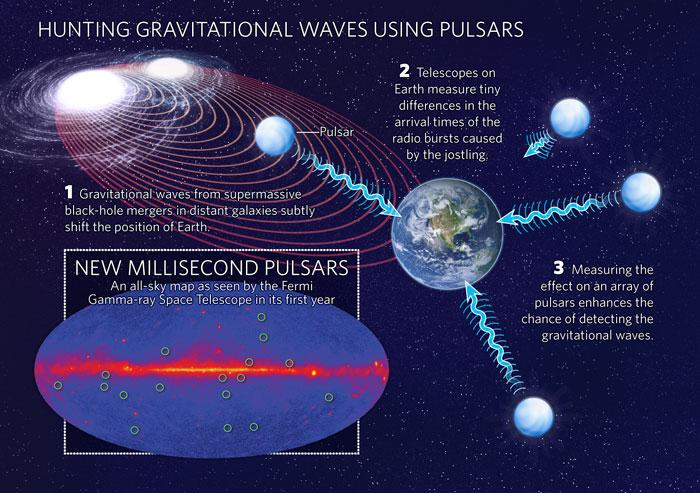 HUNTING GRAVITATIONAL WAVES USING PULSARS
1 Gravitational waves from supermassive
black-hole mergers in distant galaxies subtly
shift the position of Earth.
Pulsar
2 Telescopes on
Earth measure tiny
differences in the
arrival times of the
radio bursts caused
by the jostling.
3 Measuring the
effect on an array of
pulsars enhances the
chance of detecting the
gravitational waves.
NEW MILLISECOND PULSARS
An all-sky map as seen by the Fermi
Gamma-ray Space Telescope in its first year